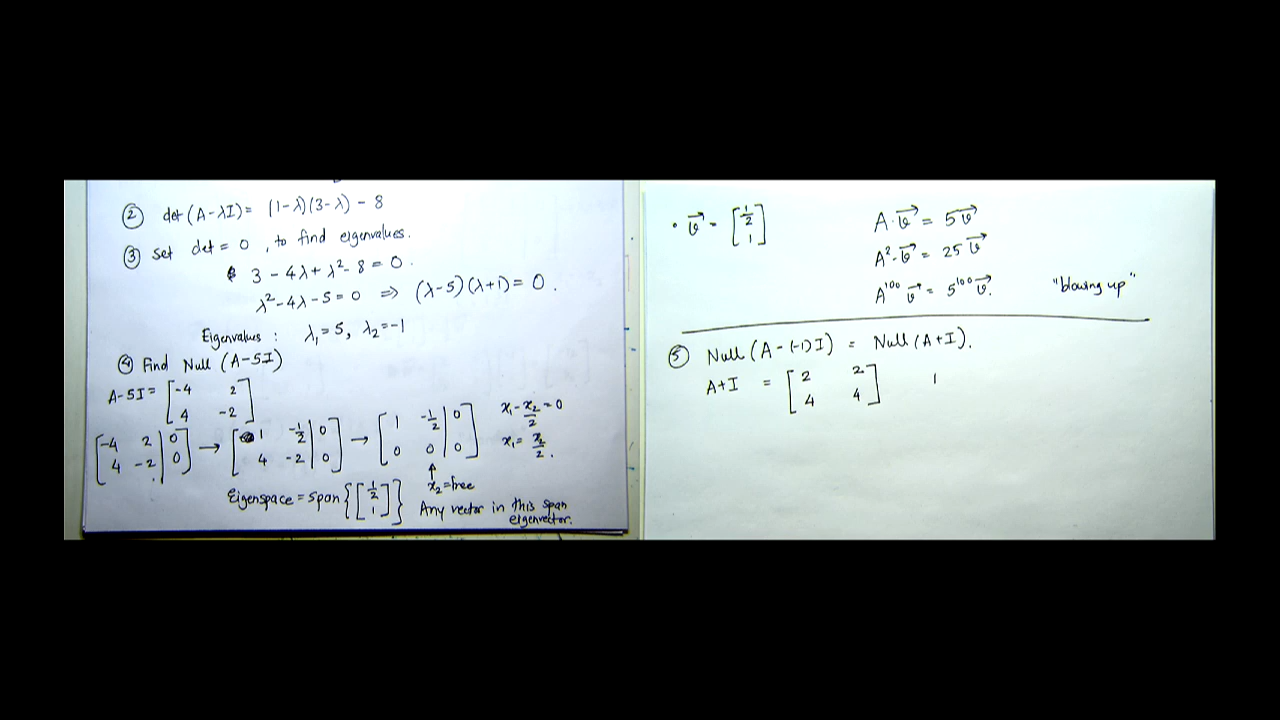 ② det(A-λI) = (1-λ)(3-λ) - 8
③ set det = 0, to find eigenvalues.
3 - 4λ + λ² - 8 = 0.
λ² - 4λ - 5 = 0 ⇒ (λ-5)(λ+1) = 0.
Eigenvalues : λ₁ = 5, λ₂ = -1
④ Find Null (A-5I)
A-5I = [-4 2
4 -2]
[-4 2 | 0
4 -2 | 0] → [1 -1/2 | 0
4 -2 | 0] → [1 -1/2 | 0
0 0 | 0]
x₁ - x₂/2 = 0
x₁ = x₂/2.
↑
x₂ = free
Eigenspace = span {[1/2
1]}
Any vector in this span
eigenvector.
• v⃗ = [1/2
1]
A·v⃗ = 5v⃗
A²·v⃗ = 25v⃗
A¹⁰⁰ v⃗ = 5¹⁰⁰ v⃗. "blowing up"
⑤ Null (A-(-1)I) = Null (A+I).
A+I = [2 2
4 4]